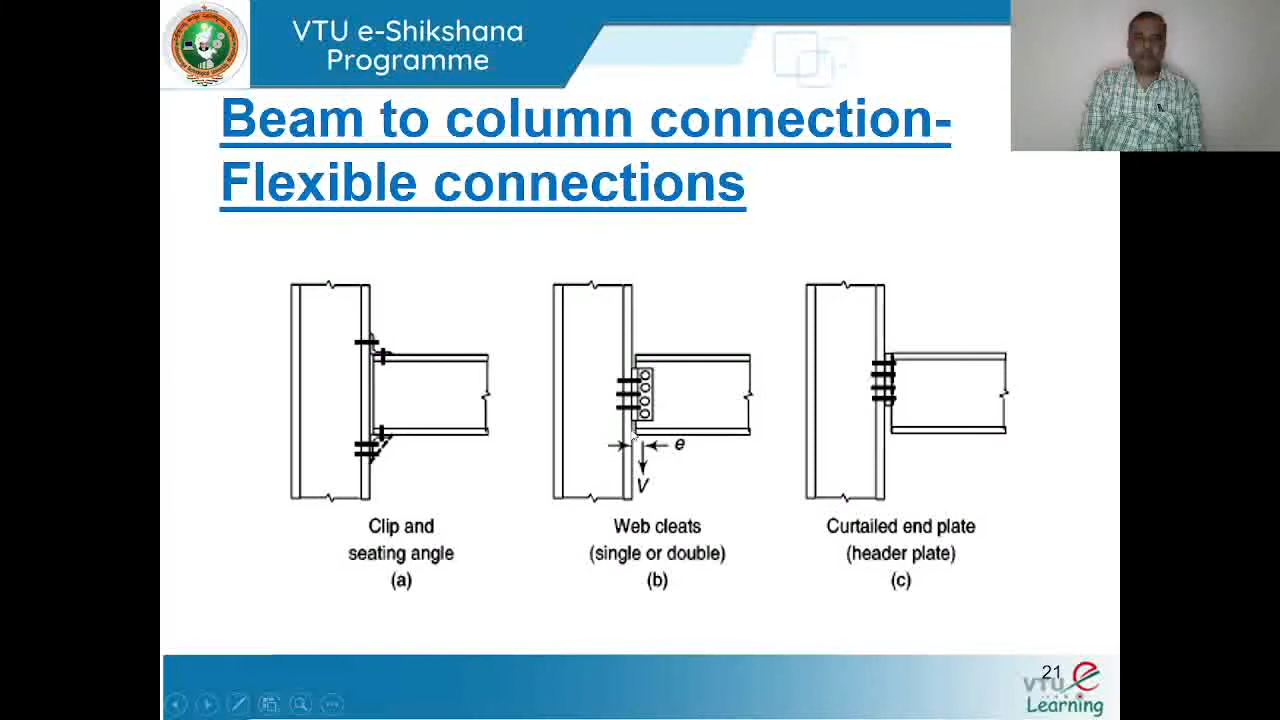 VTU e-Shikshana
Programme
Beam to column connection-
Flexible connections
e
V
Clip and
seating angle
(a)
Web cleats
(single or double)
(b)
Curtailed end plate
(header plate)
(c)
21
VTU e
Learning